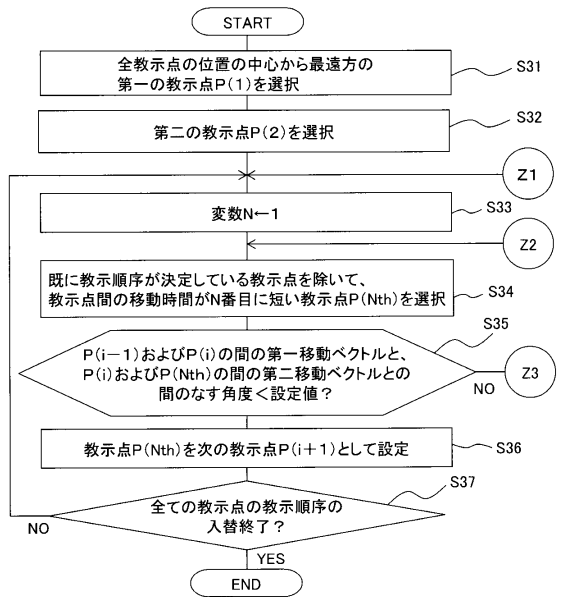 START
全教示点の位置の中心から最遠方の
第一の教示点P(1)を選択
S31
第二の教示点P(2)を選択
S32
Z1
変数N←1
S33
Z2
既に教示順序が決定している教示点を除いて、
教示点間の移動時間がN番目に短い教示点P(Nth)を選択
S34
P(i−1)およびP(i)の間の第一移動ベクトルと、
P(i)およびP(Nth)の間の第二移動ベクトルとの
間のなす角度<設定値?
S35
NO
Z3
教示点P(Nth)を次の教示点P(i+1)として設定
S36
全ての教示点の教示順序の
入替終了?
S37
NO
YES
END